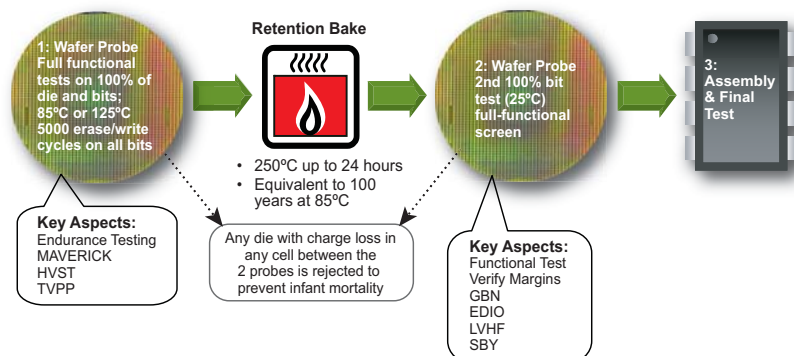 1: Wafer Probe
Full functional
tests on 100% of
die and bits;
85ºC or 125ºC
5000 erase/write
cycles on all bits
Key Aspects:
Endurance Testing
MAVERICK
HVST
TVPP
Retention Bake
• 250ºC up to 24 hours
• Equivalent to 100
years at 85ºC
Any die with charge loss in
any cell between the
2 probes is rejected to
prevent infant mortality
2: Wafer Probe
2nd 100% bit
test (25ºC)
full-functional
screen
Key Aspects:
Functional Test
Verify Margins
GBN
EDIO
LVHF
SBY
3:
Assembly
& Final
Test